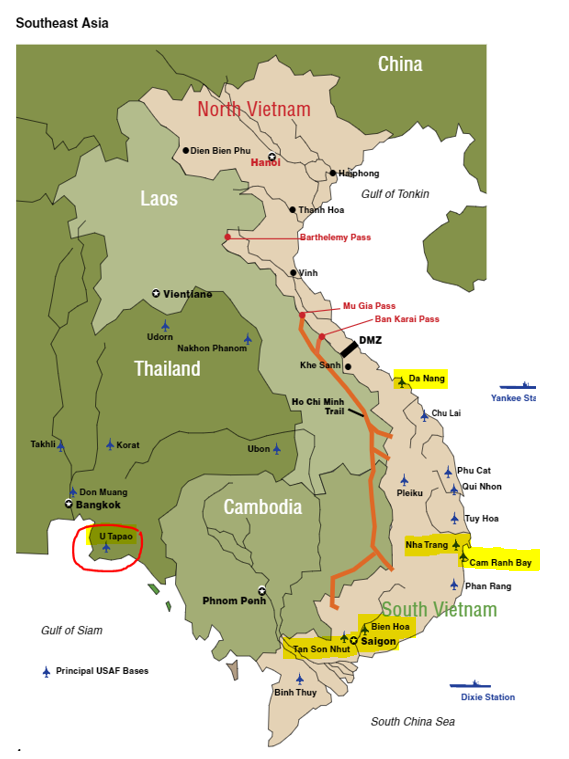 Southeast Asia
China
North Vietnam
Dien Bien Phu
Hanoi
Haiphong
Gulf of Tonkin
Laos
Thanh Hoa
Barthelemy Pass
Vinh
Vientiane
Mu Gia Pass
Ban Karai Pass
Udorn
Nakhon Phanom
DMZ
Khe Sanh
Thailand
Da Nang
Yankee Sta
Ho Chi Minh
Trail
Chu Lai
Takhli
Korat
Ubon
Phu Cat
Qui Nhon
Pleiku
Don Muang
Bangkok
Cambodia
Tuy Hoa
U Tapao
Nha Trang
Cam Ranh Bay
Phan Rang
Phnom Penh
South Vietnam
Gulf of Siam
Bien Hoa
Saigon
Tan Son Nhut
Principal USAF Bases
Binh Thuy
Dixie Station
South China Sea